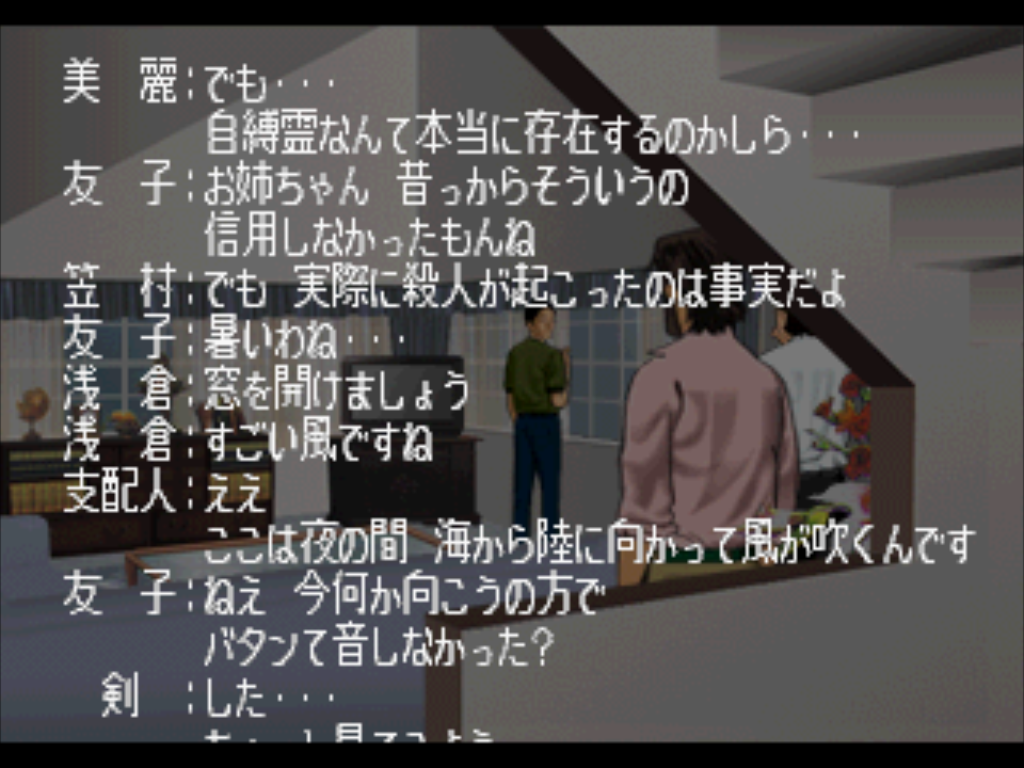 美　麗：でも・・・
自縛霊なんて本当に存在するのかしら・・・
友　子：お姉ちゃん　昔っからそういうの
信用しなかったもんね
笠　村：でも　実際に殺人が起こったのは事実だよ
友　子：暑いわね・・・
浅　倉：窓を開けましょう
浅　倉：すごい風ですね
支配人：ええ
ここは夜の間　海から陸に向かって風が吹くんです
友　子：ねえ　今何か向こうの方で
バタンて音しなかった？
剣　：した・・・